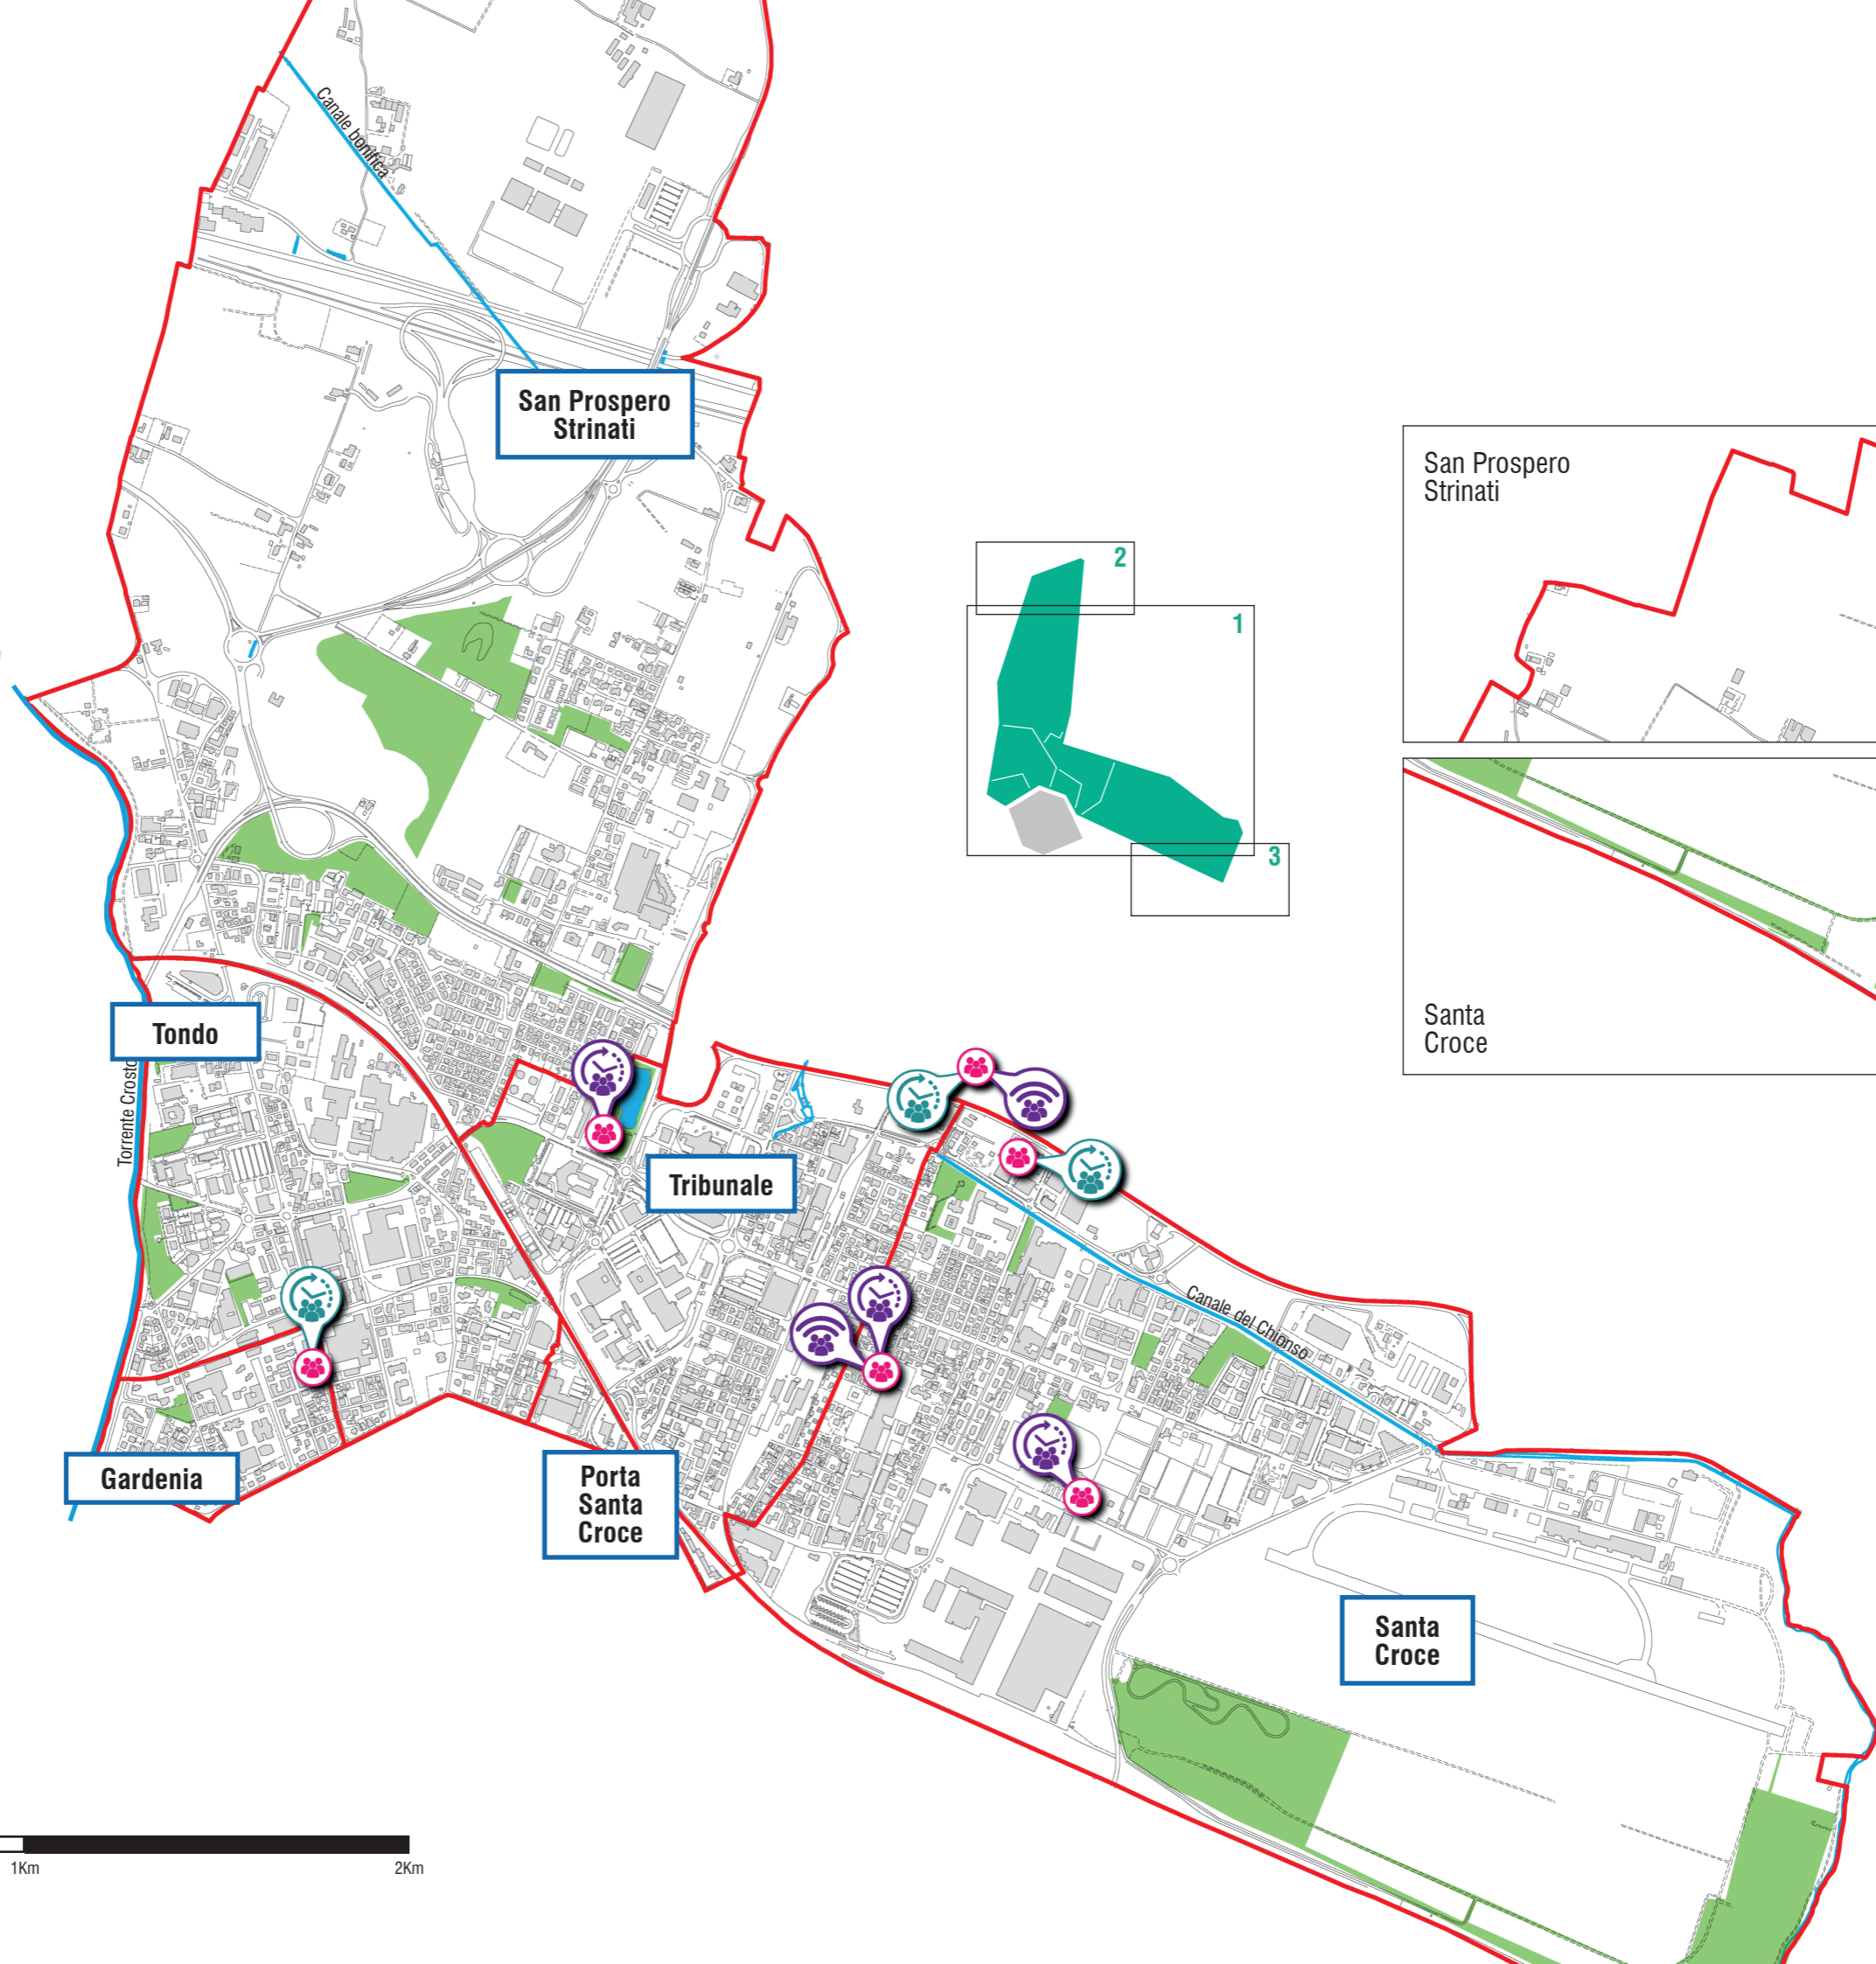 Canale bonifica
San Prospero
Strinati
San Prospero
Strinati
2
1
3
Santa
Croce
Tondo
Torrente Crostolo
Tribunale
Canale del Chionso
Gardenia
Porta
Santa
Croce
Santa
Croce
1Km
2Km